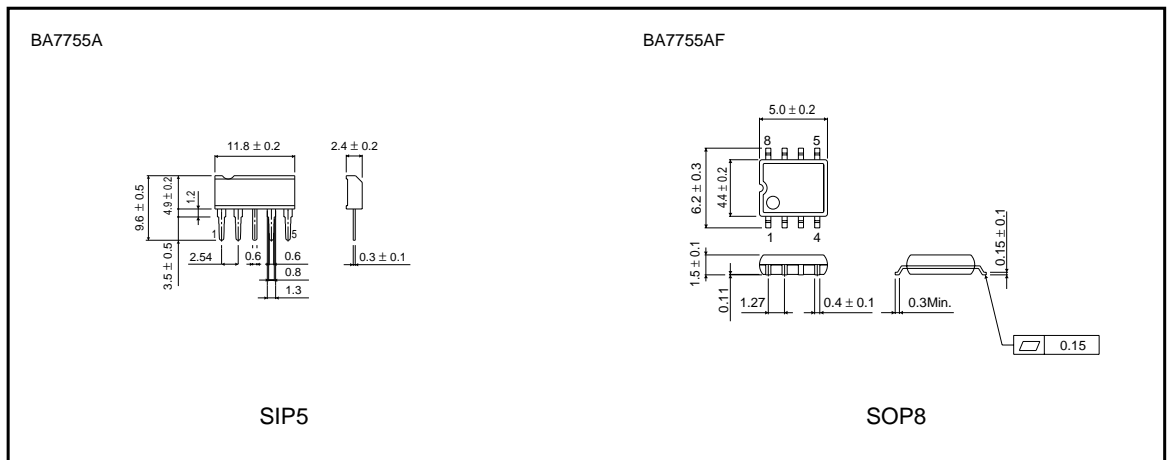 BA7755A
11.8 ± 0.2
2.4 ± 0.2
9.6 ± 0.5
4.9 ± 0.2
1.2
3.5 ± 0.5
1
5
2.54
0.6
0.6
0.3 ± 0.1
0.8
1.3
SIP5
BA7755AF
5.0 ± 0.2
8
5
6.2 ± 0.3
4.4 ± 0.2
1
4
1.5 ± 0.1
0.11
0.15 ± 0.1
1.27
0.4 ± 0.1
0.3Min.
0.15
SOP8